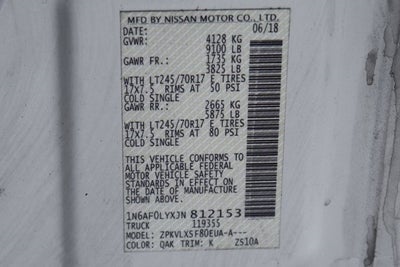 MFD BY NISSAN MOTOR CO., LTD.
DATE: 06/18
GVWR: 4128 KG
9100 LB
GAWR FR: 1735 KG
3825 LB
WITH LT245/70R17 E TIRES
17X7.5 RIMS AT 50 PSI
COLD SINGLE
GAWR RR: 2665 KG
5875 LB
WITH LT245/70R17 E TIRES
17X7.5 RIMS AT 80 PSI
COLD SINGLE
THIS VEHICLE CONFORMS TO
ALL APPLICABLE FEDERAL
MOTOR VEHICLE SAFETY
STANDARDS IN EFFECT ON
THE DATE OF MANUFACTURE
SHOWN ABOVE.
1N6AF0LYXJN 812153
TRUCK 119355
MODEL: ZPKVLXSF80EUA-A---
COLOR: QAK TRIM: K ZS10A